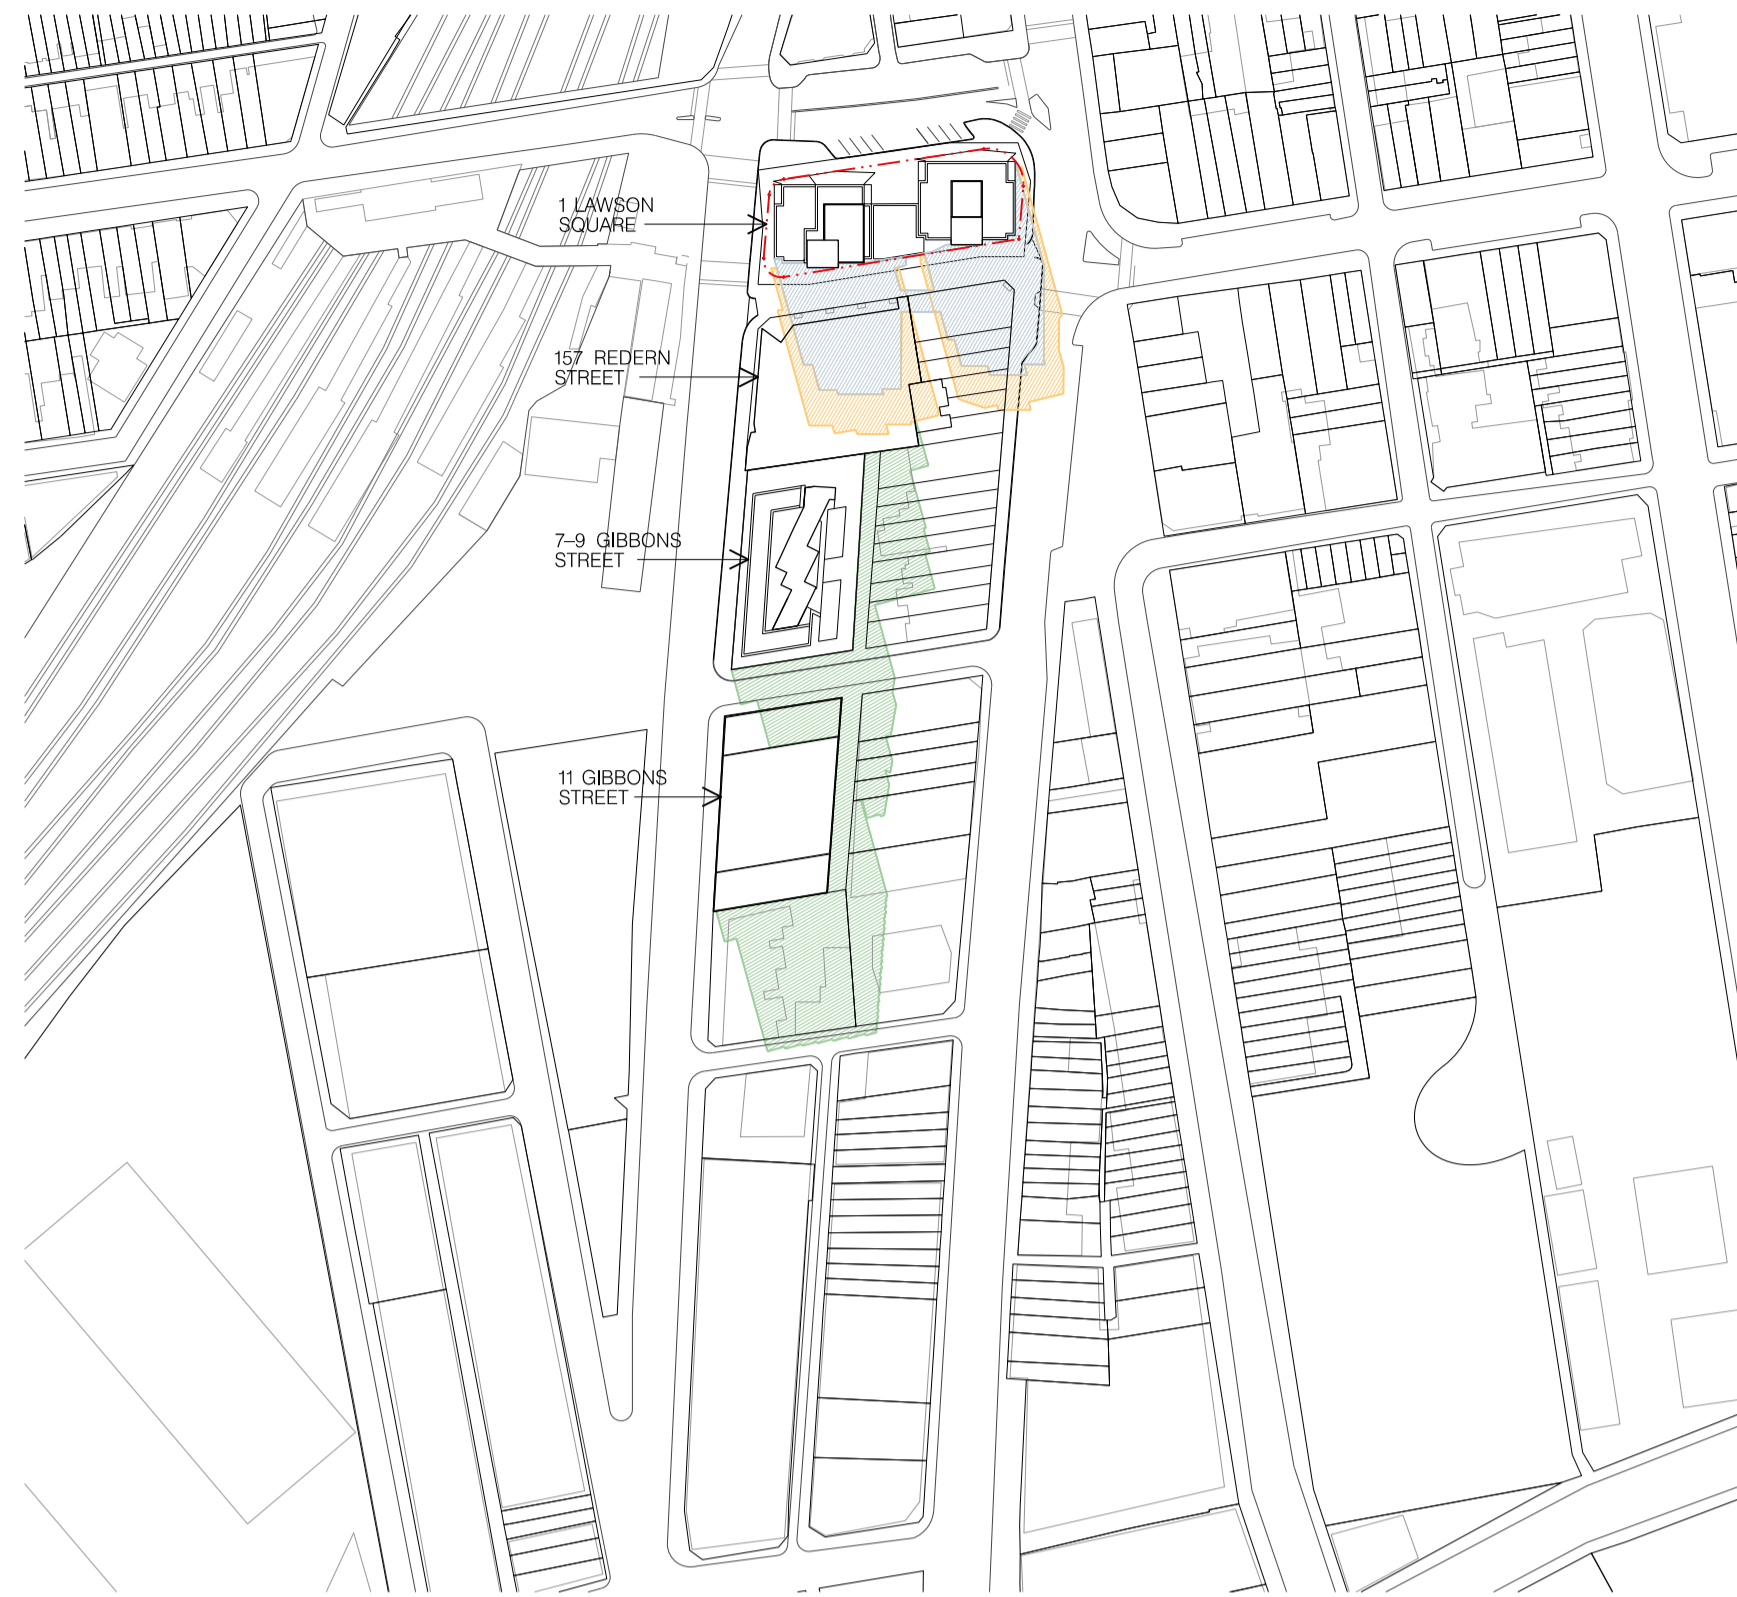 1 LAWSON
SQUARE
157 REDERN
STREET
7–9 GIBBONS
STREET
11 GIBBONS
STREET